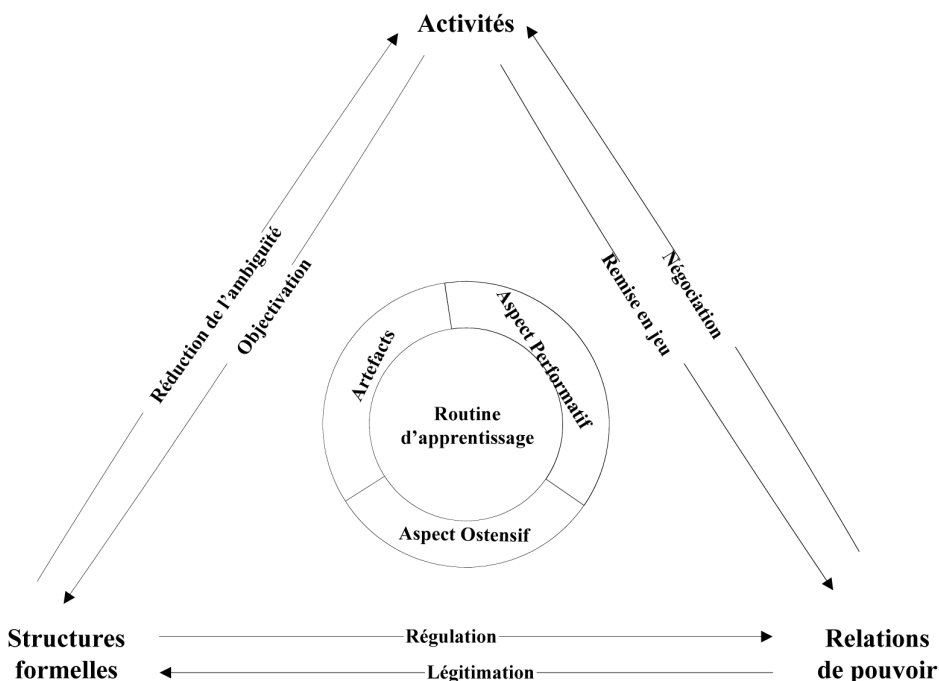 Activités
Réduction de l'ambiguïté
Objectivation
Remise en jeu
Négociation
Artefacts
Aspect Performatif
Routine
d'apprentissage
Aspect Ostensif
Structures
formelles
Régulation
Légitimation
Relations
de pouvoir